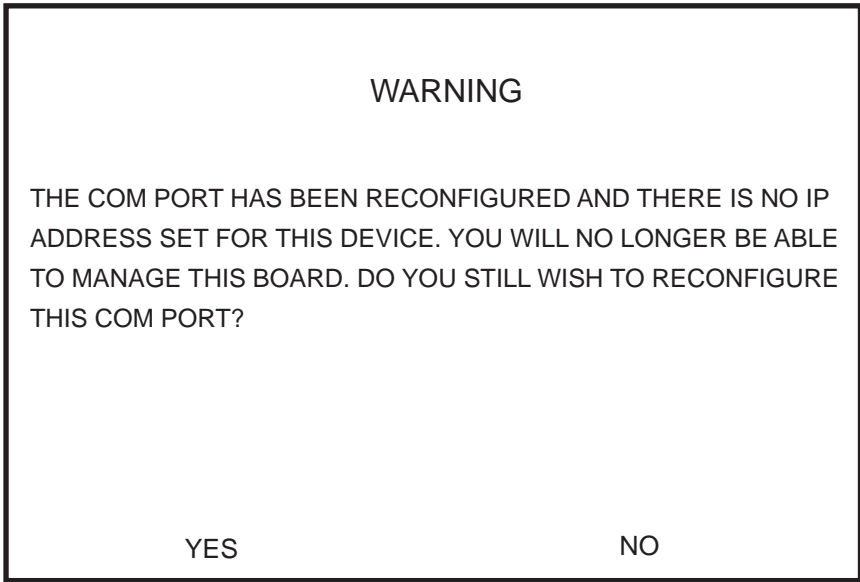 WARNING
THE COM PORT HAS BEEN RECONFIGURED AND THERE IS NO IP
ADDRESS SET FOR THIS DEVICE. YOU WILL NO LONGER BE ABLE
TO MANAGE THIS BOARD. DO YOU STILL WISH TO RECONFIGURE
THIS COM PORT?
YES NO